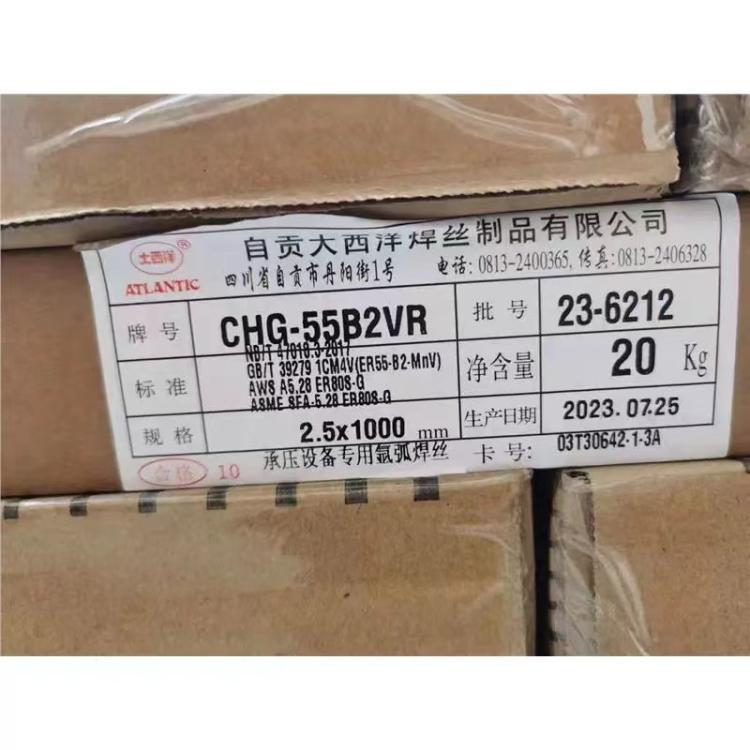 大西洋®
ATLANTIC
自贡大西洋焊丝制品有限公司
四川省自贡市丹阳街1号
电话: 0813-2400365, 传真: 0813-2406328
牌号 CHG-55B2VR 批号 23-6212
标准 NB/T 47018.3-2017
GB/T 39279 1CM4V(ER55-B2-MnV)
AWS A5.28 ER80S-G
ASME SFA-5.28 ER80S-G
净含量 20 Kg
规格 2.5x1000 mm 生产日期 2023.07.25
合格 10 承压设备专用氩弧焊丝 卡号: 03T30642-1-3A